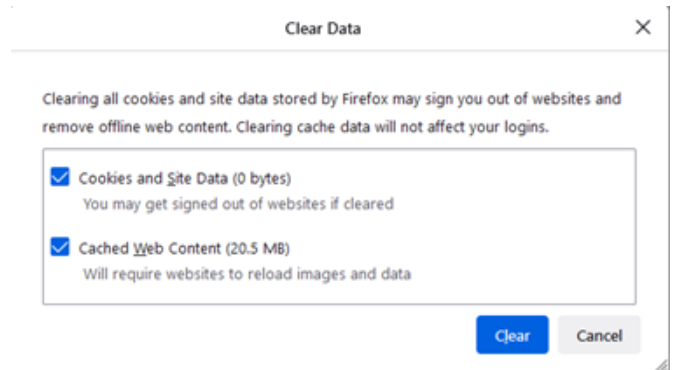 Clear Data
Clearing all cookies and site data stored by Firefox may sign you out of websites and
remove offline web content. Clearing cache data will not affect your logins.
Cookies and Site Data (0 bytes)
You may get signed out of websites if cleared
Cached Web Content (20.5 MB)
Will require websites to reload images and data
Clear
Cancel